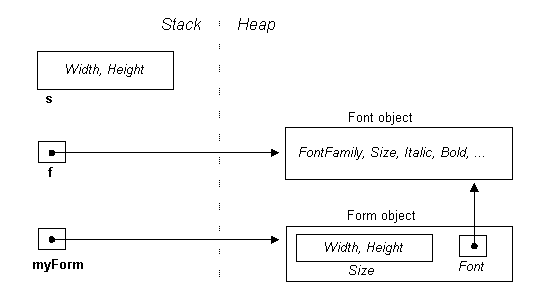 Stack Heap
Width, Height
s
Font object
FontFamily, Size, Italic, Bold, ...
f
Form object
Width, Height
Size
Font
myForm